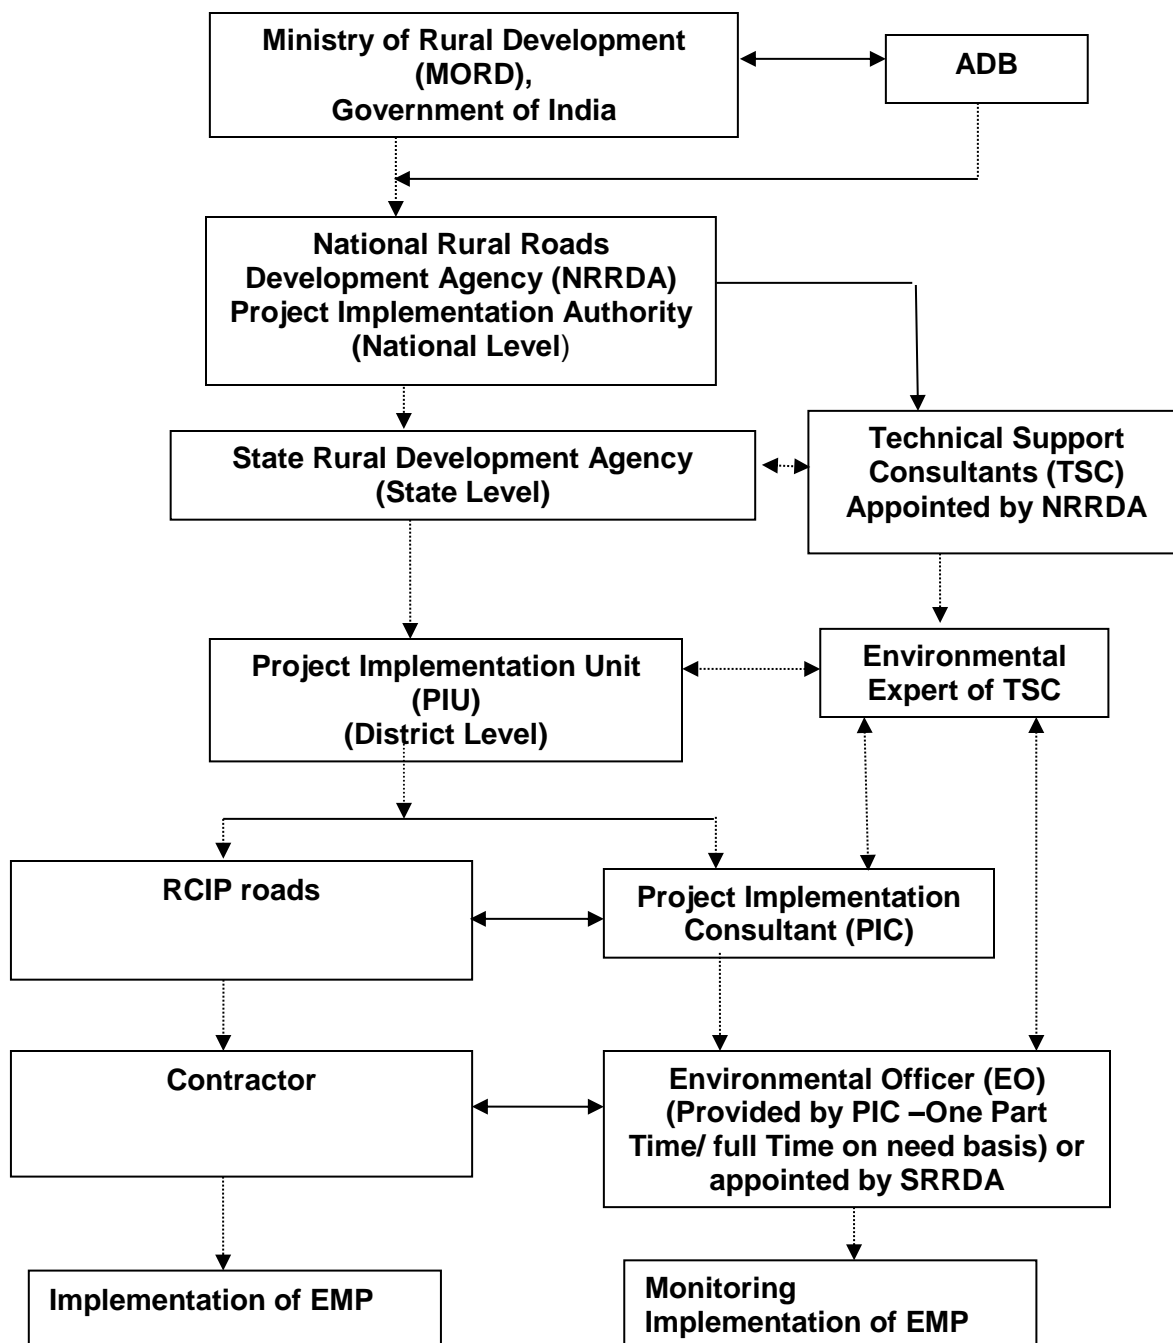 Ministry of Rural Development
(MORD),
Government of India
ADB
National Rural Roads
Development Agency (NRRDA)
Project Implementation Authority
(National Level)
State Rural Development Agency
(State Level)
Technical Support
Consultants (TSC)
Appointed by NRRDA
Project Implementation Unit
(PIU)
(District Level)
Environmental
Expert of TSC
RCIP roads
Project Implementation
Consultant (PIC)
Contractor
Environmental Officer (EO)
(Provided by PIC –One Part
Time/ full Time on need basis) or
appointed by SRRDA
Implementation of EMP
Monitoring
Implementation of EMP